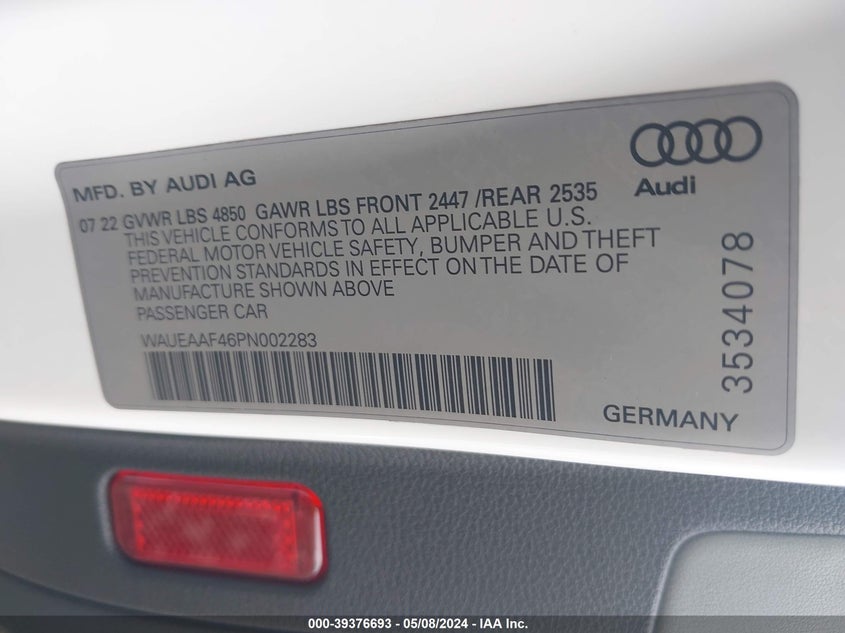 MFD. BY AUDI AG
Audi
07 22 GVWR LBS 4850 GAWR LBS FRONT 2447 /REAR 2535
THIS VEHICLE CONFORMS TO ALL APPLICABLE U.S.
FEDERAL MOTOR VEHICLE SAFETY, BUMPER AND THEFT
PREVENTION STANDARDS IN EFFECT ON THE DATE OF
MANUFACTURE SHOWN ABOVE
PASSENGER CAR
WAUEAAF46PN002283
3534078
GERMANY
000-39376693 - 05/08/2024 - IAA Inc.